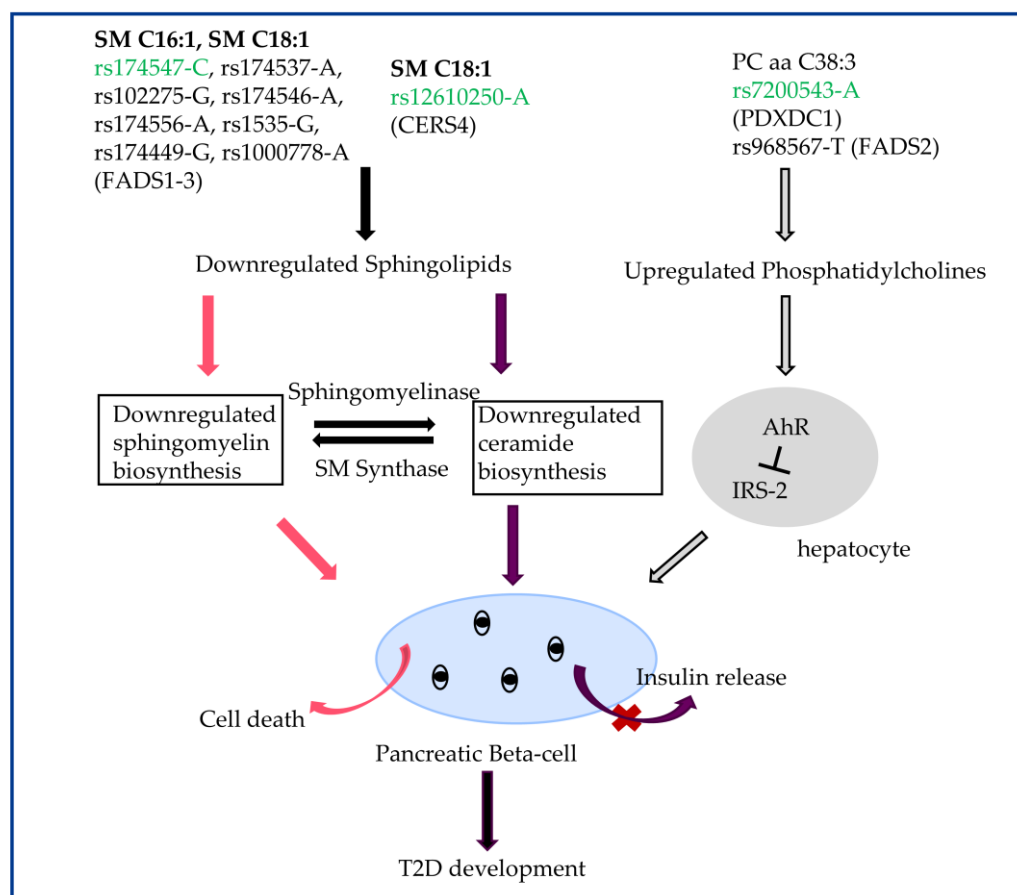 SM C16:1, SM C18:1
rs174547-C, rs174537-A,
rs102275-G, rs174546-A,
rs174556-A, rs1535-G,
rs174449-G, rs1000778-A
(FADS1-3)
SM C18:1
rs12610250-A
(CERS4)
PC aa C38:3
rs7200543-A
(PDXDC1)
rs968567-T (FADS2)
Downregulated Sphingolipids
Upregulated Phosphatidylcholines
Downregulated
sphingomyelin
biosynthesis
Sphingomyelinase
SM Synthase
Downregulated
ceramide
biosynthesis
AhR
IRS-2
hepatocyte
Cell death
Insulin release
Pancreatic Beta-cell
T2D development